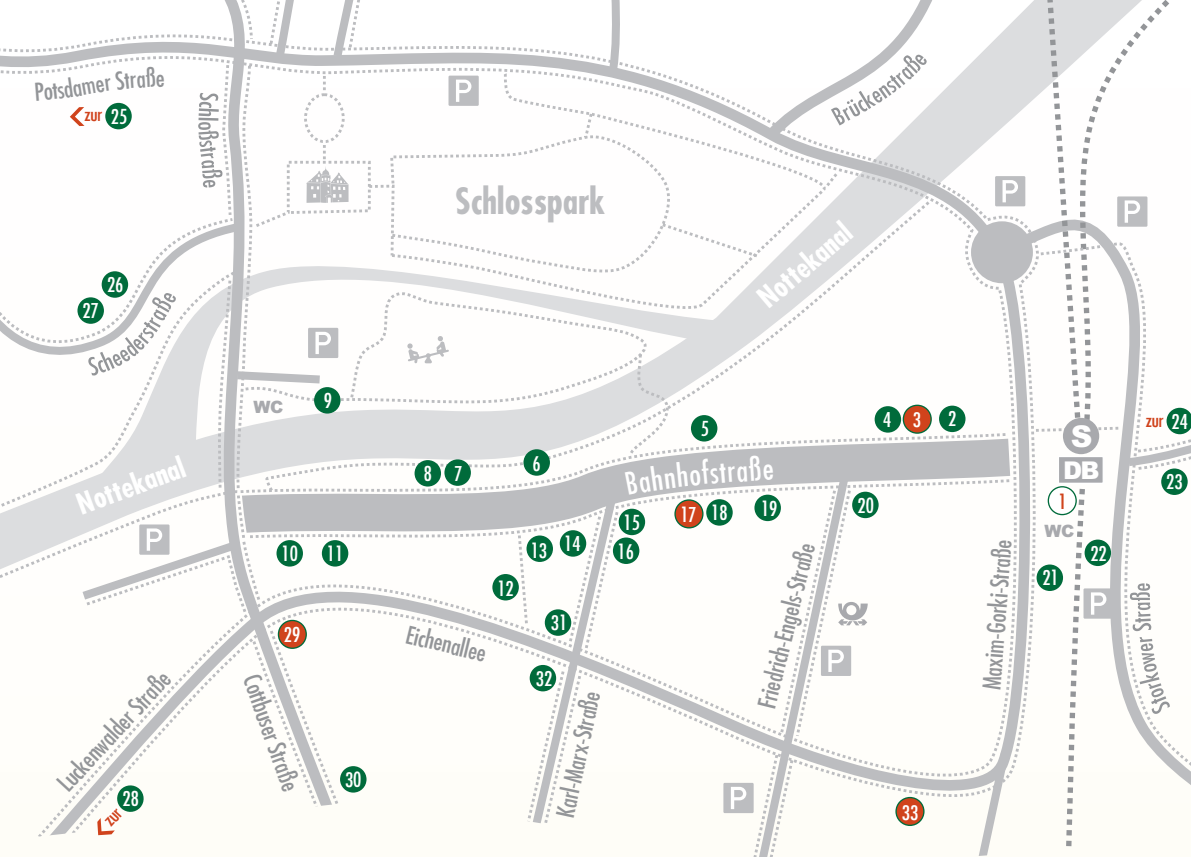 Potsdamer Straße
zur 25
Schloßstraße
P
Brückenstraße
Schlosspark
P
P
Nottekanal
26
27
Scheederstraße
P
WC
9
5
4
3
2
S
DB
zur 24
23
1
WC
Nottekanal
8
7
6
Bahnhofstraße
P
10
11
13
14
15
16
17
18
19
20
12
22
21
P
Maxim-Gorki-Straße
Storkower Straße
29
Eichenallee
31
32
Friedrich-Engels-Straße
P
Luckenwalder Straße
Cottbuser Straße
Karl-Marx-Straße
zur 28
30
P
33